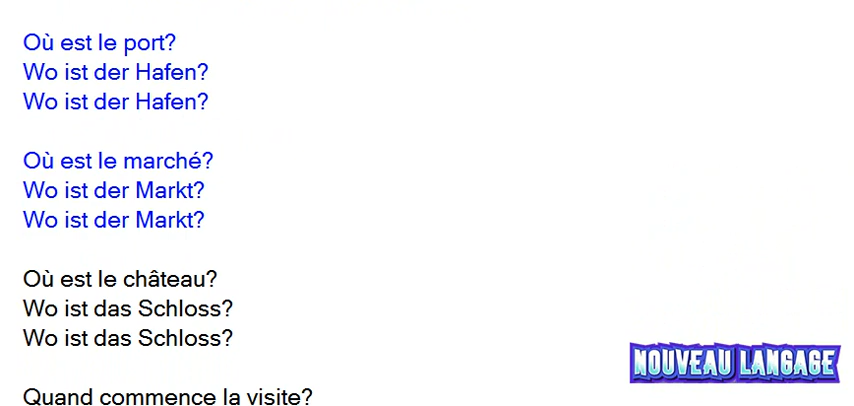 Où est le port?
Wo ist der Hafen?
Wo ist der Hafen?
Où est le marché?
Wo ist der Markt?
Wo ist der Markt?
Où est le château?
Wo ist das Schloss?
Wo ist das Schloss?
NOUVEAU LANGAGE
Quand commence la visite?